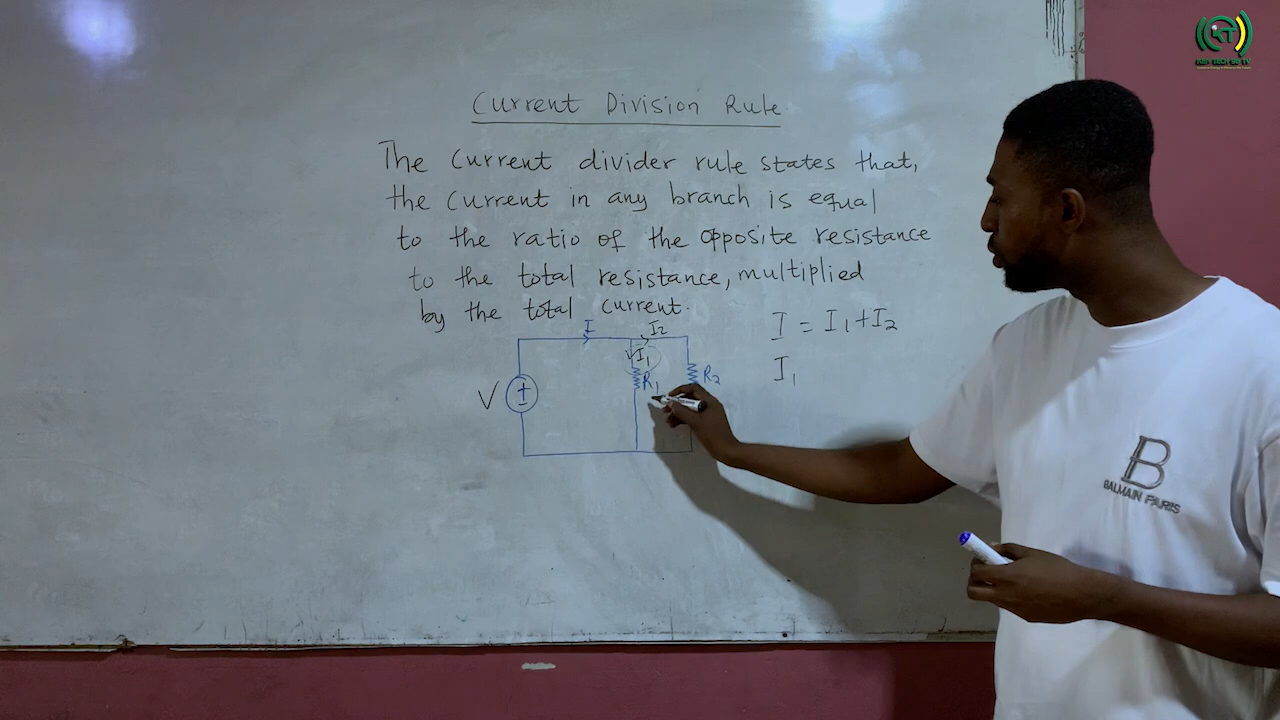 Current Division Rule
The current divider rule states that,
the current in any branch is equal
to the ratio of the opposite resistance
to the total resistance, multiplied
by the total current.
I = I₁ + I₂
I₁
I
I₂
I₁
R₁
R₂
V
+
B
BALMAIN PARIS
KT